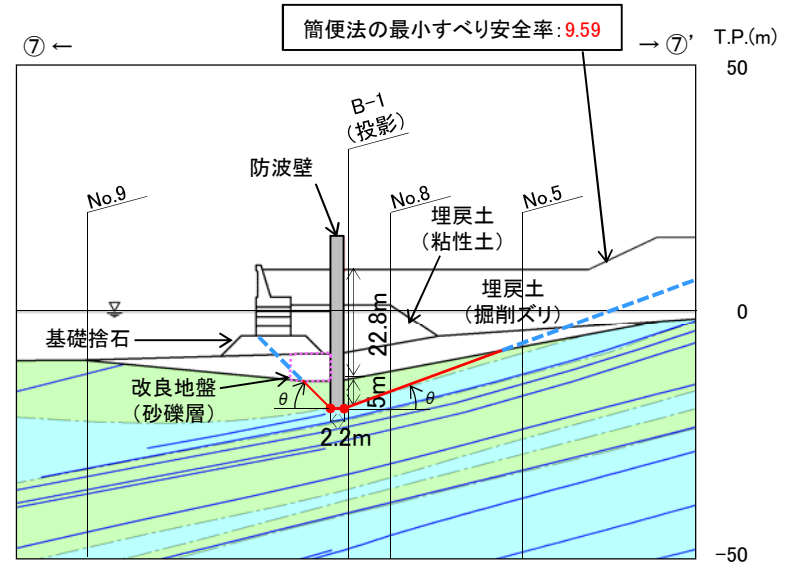 簡便法の最小すべり安全率：9.59
⑦ ←
→ ⑦’
T.P.(m)
50
B-1
（投影）
防波壁
No.9
No.8
No.5
埋戻土
（粘性土）
埋戻土
（掘削ズリ）
0
22.8m
基礎捨石
改良地盤
（砂礫層）
5m
θ
θ
2.2m
-50